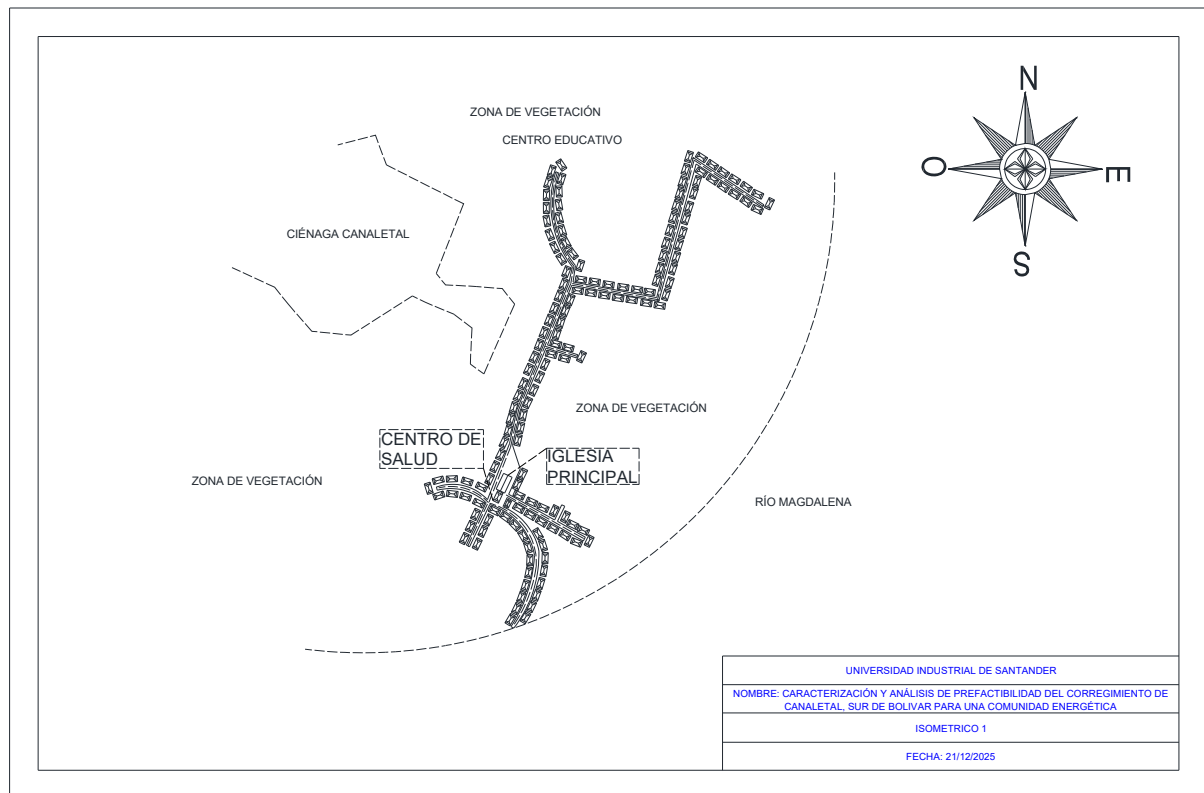 ZONA DE VEGETACIÓN
CENTRO EDUCATIVO
CIÉNAGA CANALETAL
N
O
E
S
ZONA DE VEGETACIÓN
CENTRO DE
SALUD
IGLESIA
PRINCIPAL
ZONA DE VEGETACIÓN
RÍO MAGDALENA
UNIVERSIDAD INDUSTRIAL DE SANTANDER
NOMBRE: CARACTERIZACIÓN Y ANÁLISIS DE PREFACTIBILIDAD DEL CORREGIMIENTO DE
CANALETAL, SUR DE BOLIVAR PARA UNA COMUNIDAD ENERGÉTICA
ISOMETRICO 1
FECHA: 21/12/2025